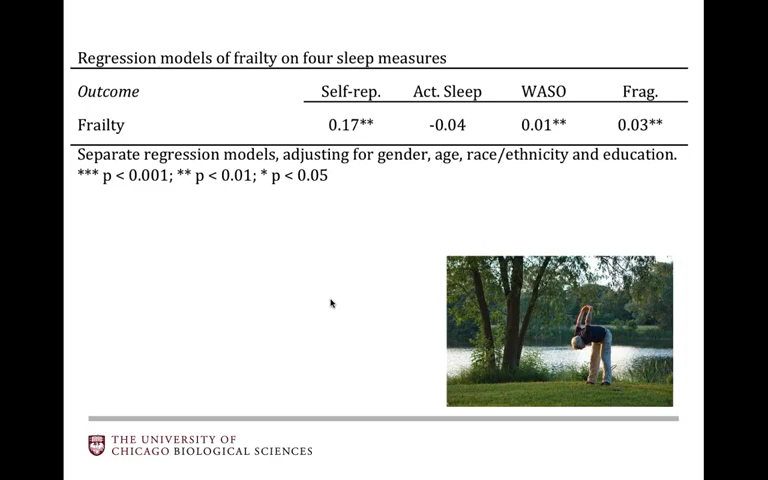 Regression models of frailty on four sleep measures
Outcome Self-rep. Act. Sleep WASO Frag.
Frailty 0.17** -0.04 0.01** 0.03**
Separate regression models, adjusting for gender, age, race/ethnicity and education.
*** p < 0.001; ** p < 0.01; * p < 0.05
THE UNIVERSITY OF
CHICAGO BIOLOGICAL SCIENCES